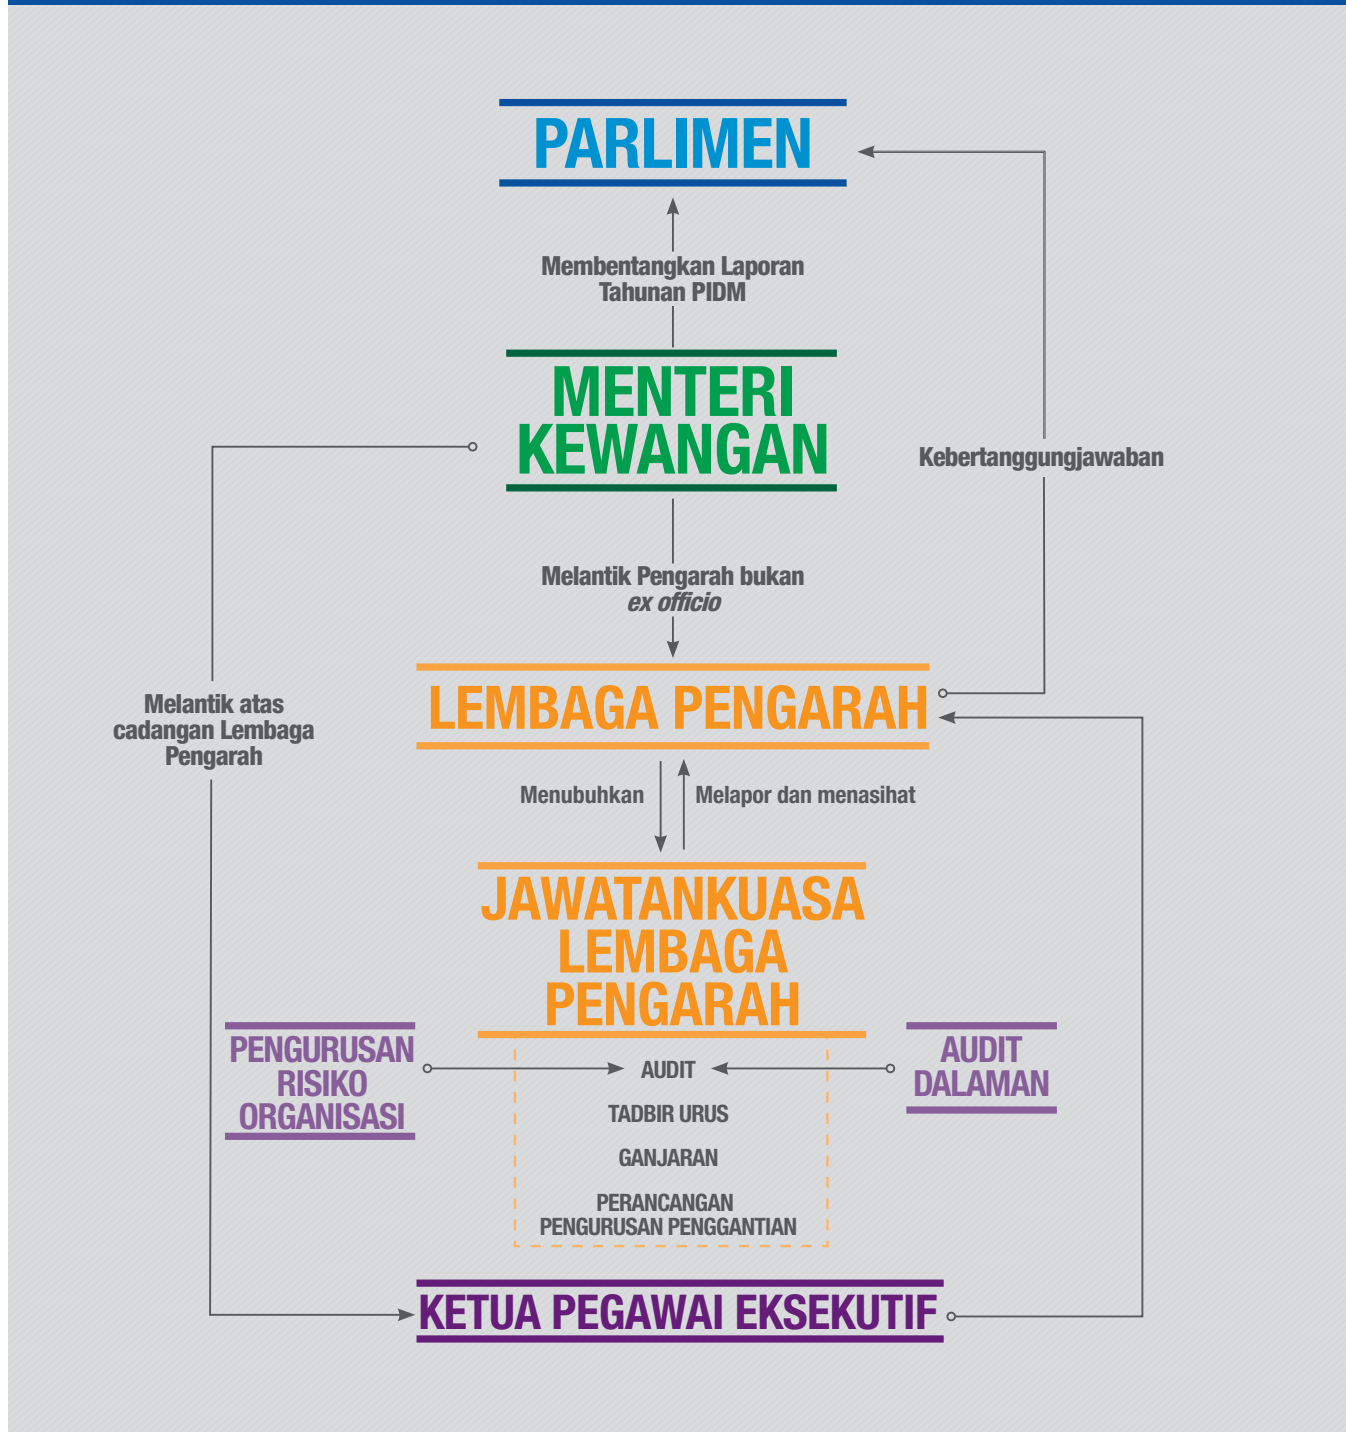 PARLIMEN
Membentangkan Laporan
Tahunan PIDM
MENTERI
KEWANGAN
Kebertanggungjawaban
Melantik Pengarah bukan
ex officio
LEMBAGA PENGARAH
Melantik atas
cadangan Lembaga
Pengarah
Menubuhkan
Melapor dan menasihat
JAWATANKUASA
LEMBAGA
PENGARAH
PENGURUSAN
RISIKO
ORGANISASI
AUDIT
AUDIT
DALAMAN
TADBIR URUS
GANJARAN
PERANCANGAN
PENGURUSAN PENGGANTIAN
KETUA PEGAWAI EKSEKUTIF